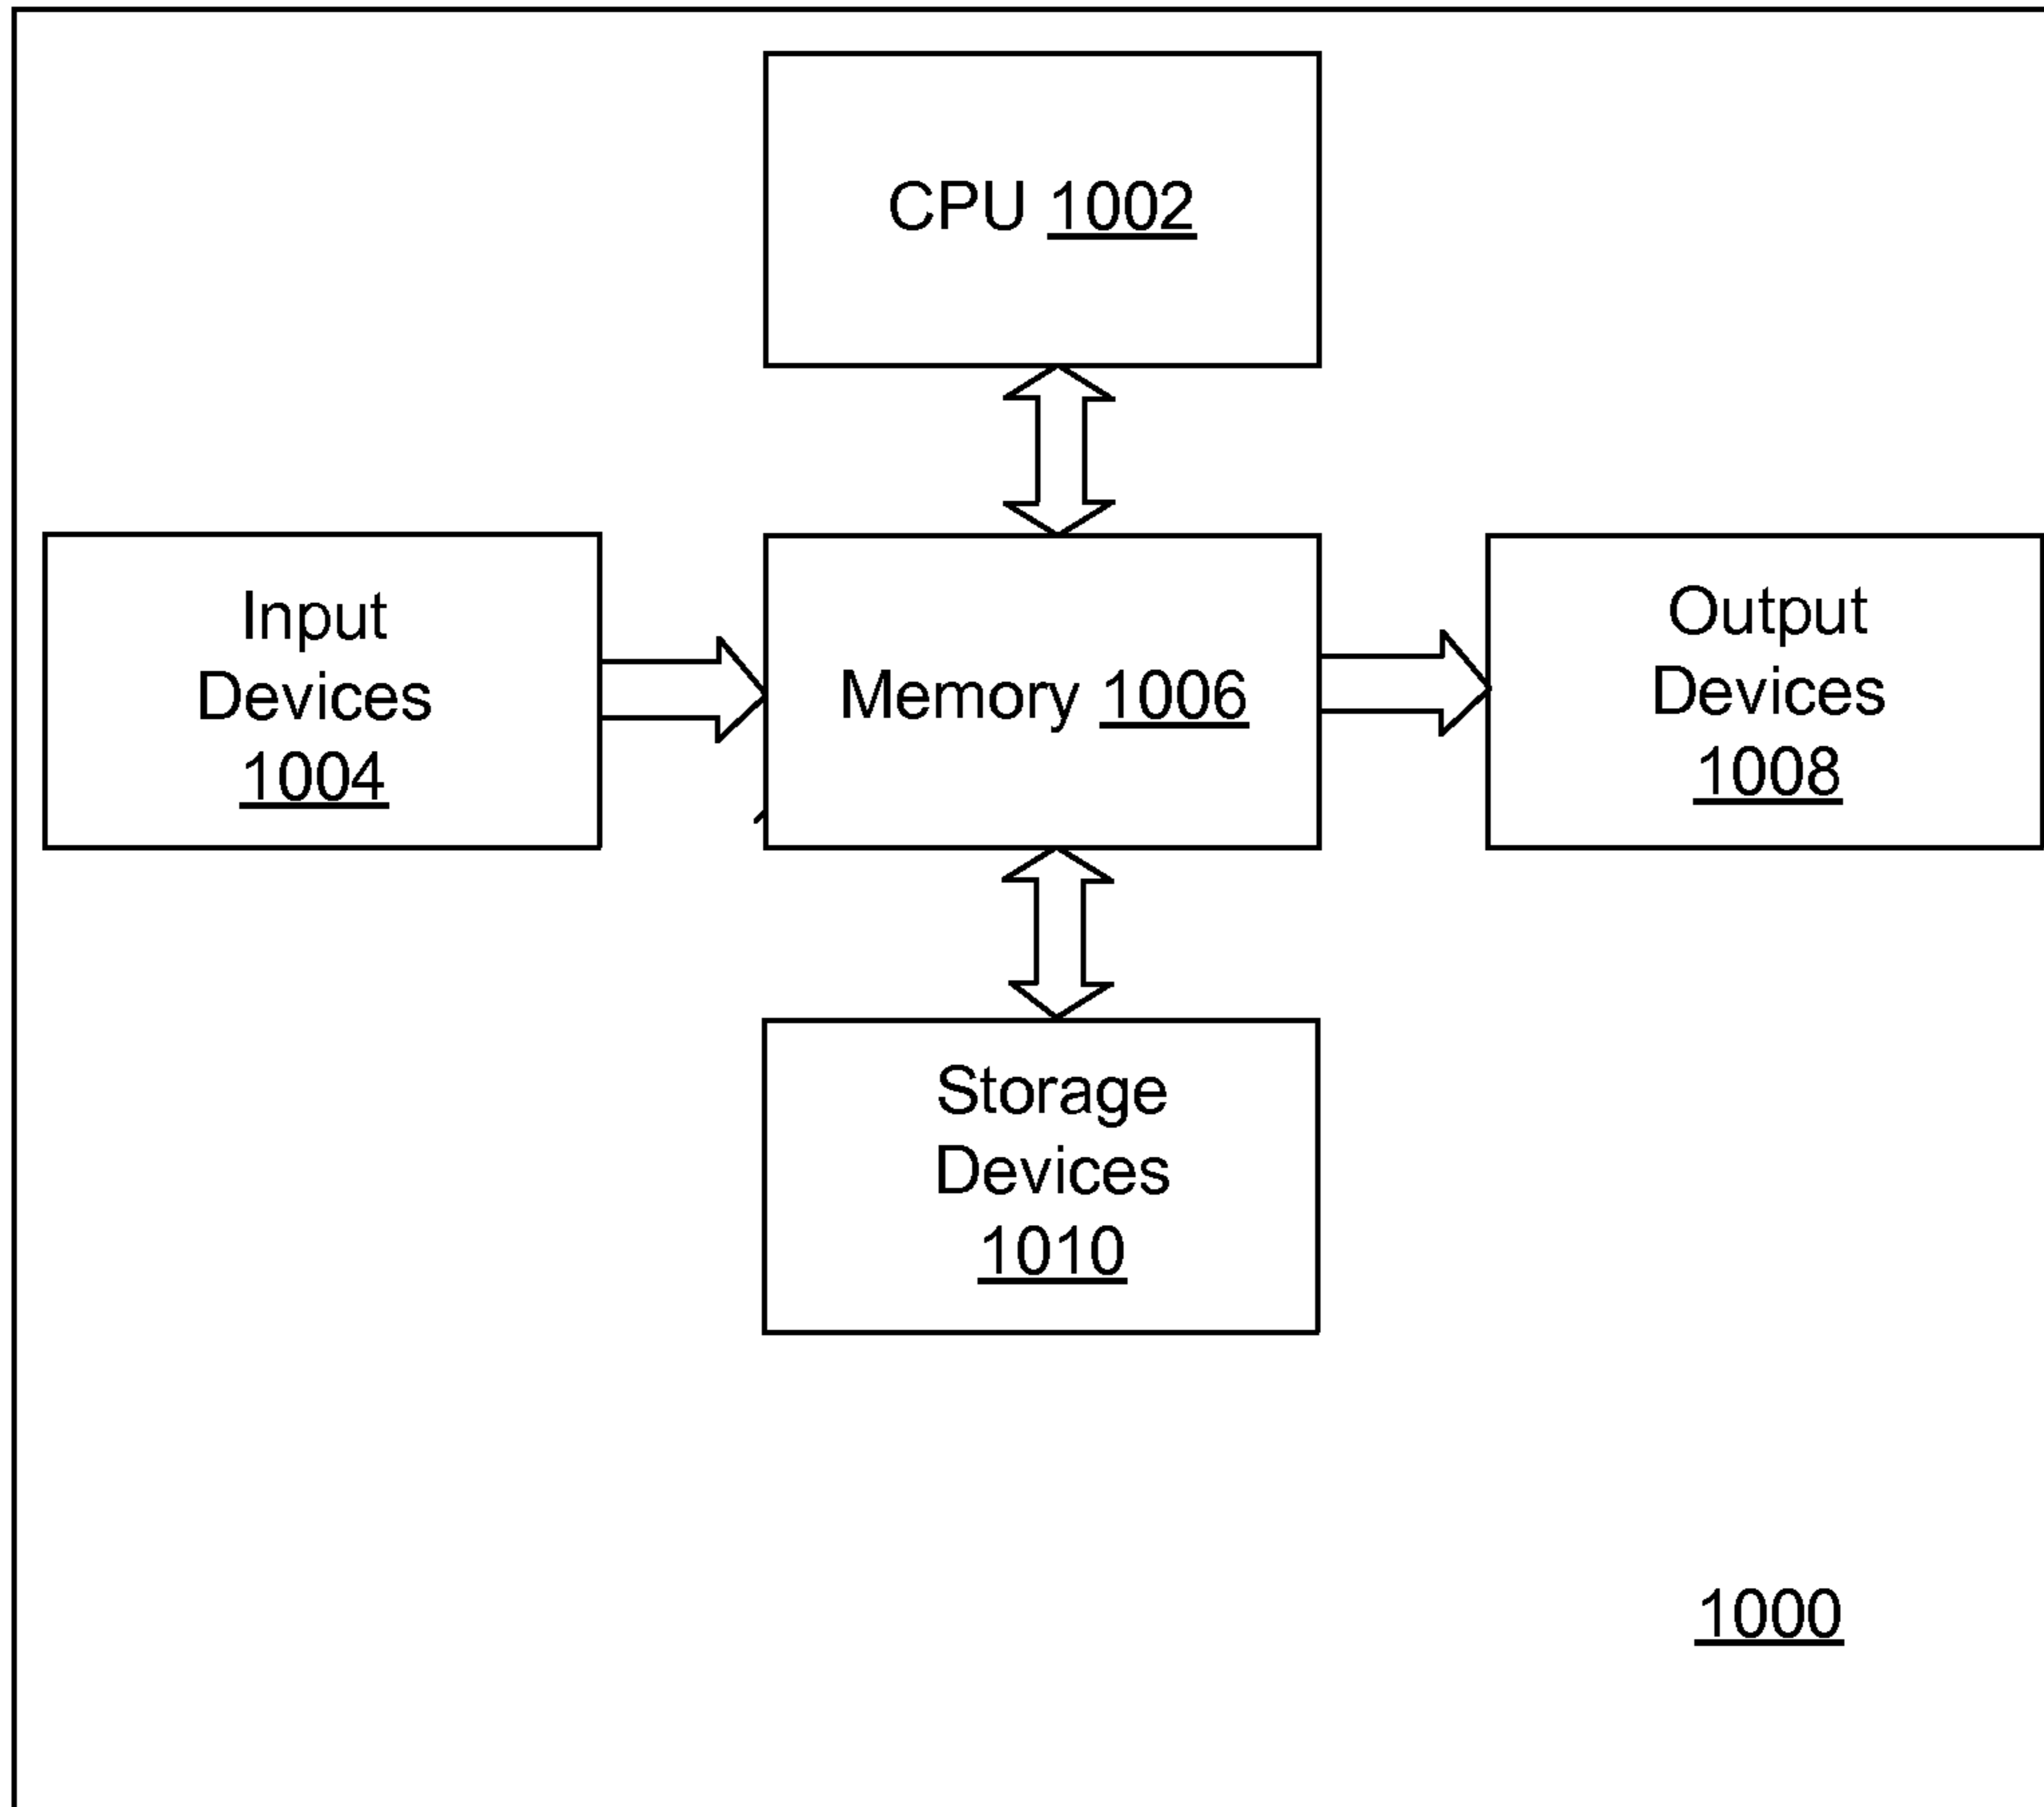 CPU 1002
Input
Devices
1004
Memory 1006
Output
Devices
1008
Storage
Devices
1010
1000